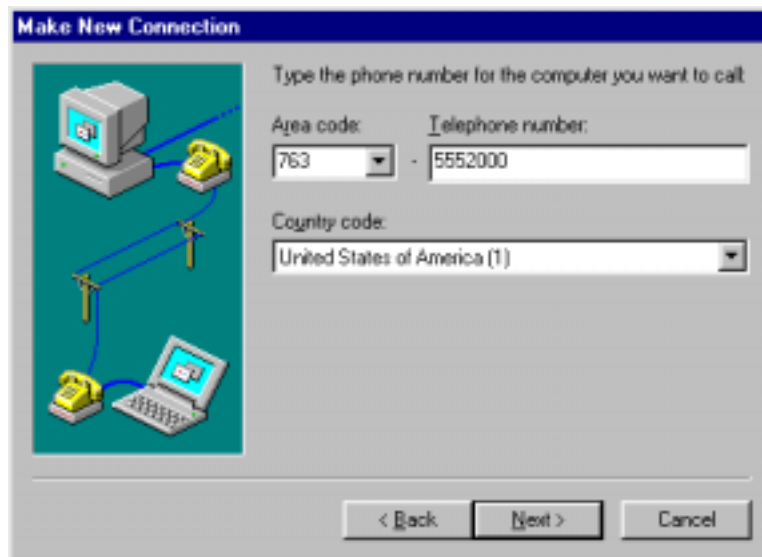 Make New Connection
Type the phone number for the computer you want to call:
Area code: Telephone number:
763 - 5552000
Country code:
United States of America (1)
< Back Next > Cancel